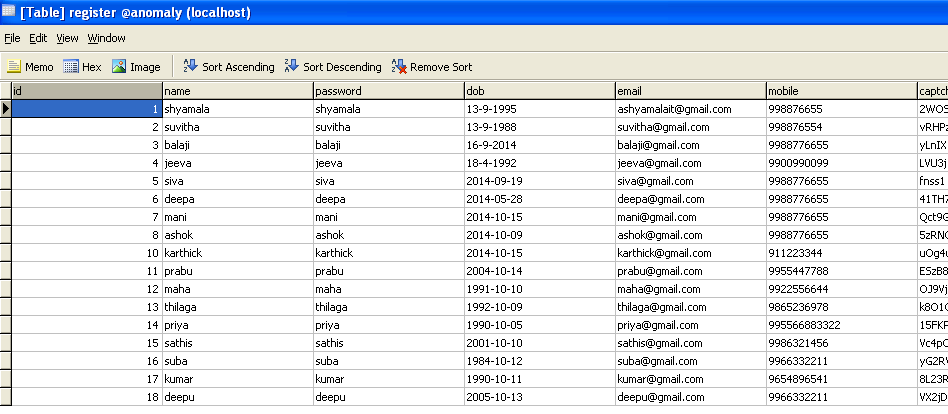 [Table] register @anomaly (localhost)
File Edit View Window
Memo Hex Image Sort Ascending Sort Descending Remove Sort
id name password dob email mobile captch
1 shyamala shyamala 13-9-1995 ashyamalait@gmail.com 998876655 2WOS
2 suvitha suvitha 13-9-1988 suvitha@gmail.com 998876554 vRHPz
3 balaji balaji 16-9-2014 balaji@gmail.com 9988776655 yLnIX
4 jeeva jeeva 18-4-1992 jeeva@gmail.com 9900990099 LVU3j
5 siva siva 2014-09-19 siva@gmail.com 9988776655 fnss1
6 deepa deepa 2014-05-28 deepa@gmail.com 9988776655 41TH7
7 mani mani 2014-10-15 mani@gmail.com 9988776655 Qct9G
8 ashok ashok 2014-10-09 ashok@gmail.com 9988776655 5zRNC
10 karthick karthick 2014-10-15 karthick@gmail.com 911223344 uOg4u
11 prabu prabu 2004-10-14 prabu@gmail.com 9955447788 ESzB8
12 maha maha 1991-10-10 maha@gmail.com 9922556644 OJ9Vj
13 thilaga thilaga 1992-10-09 thilaga@gmail.com 9865236978 k8O1C
14 priya priya 1990-10-05 priya@gmail.com 995566883322 15FKF
15 sathis sathis 2001-10-10 sathis@gmail.com 9986321456 Vc4pC
16 suba suba 1984-10-12 suba@gmail.com 9966332211 yG2RV
17 kumar kumar 1990-10-11 kumar@gmail.com 9654896541 8L23R
18 deepu deepu 2005-10-13 deepu@gmail.com 9966332211 VX2jD